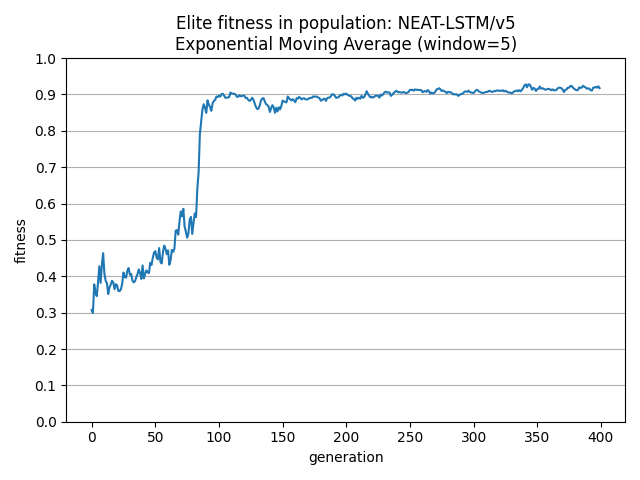 Elite fitness in population: NEAT-LSTM/v5
Exponential Moving Average (window=5)
1.0
0.9
0.8
0.7
0.6
0.5
0.4
0.3
0.2
0.1
0.0
fitness
0 50 100 150 200 250 300 350 400
generation